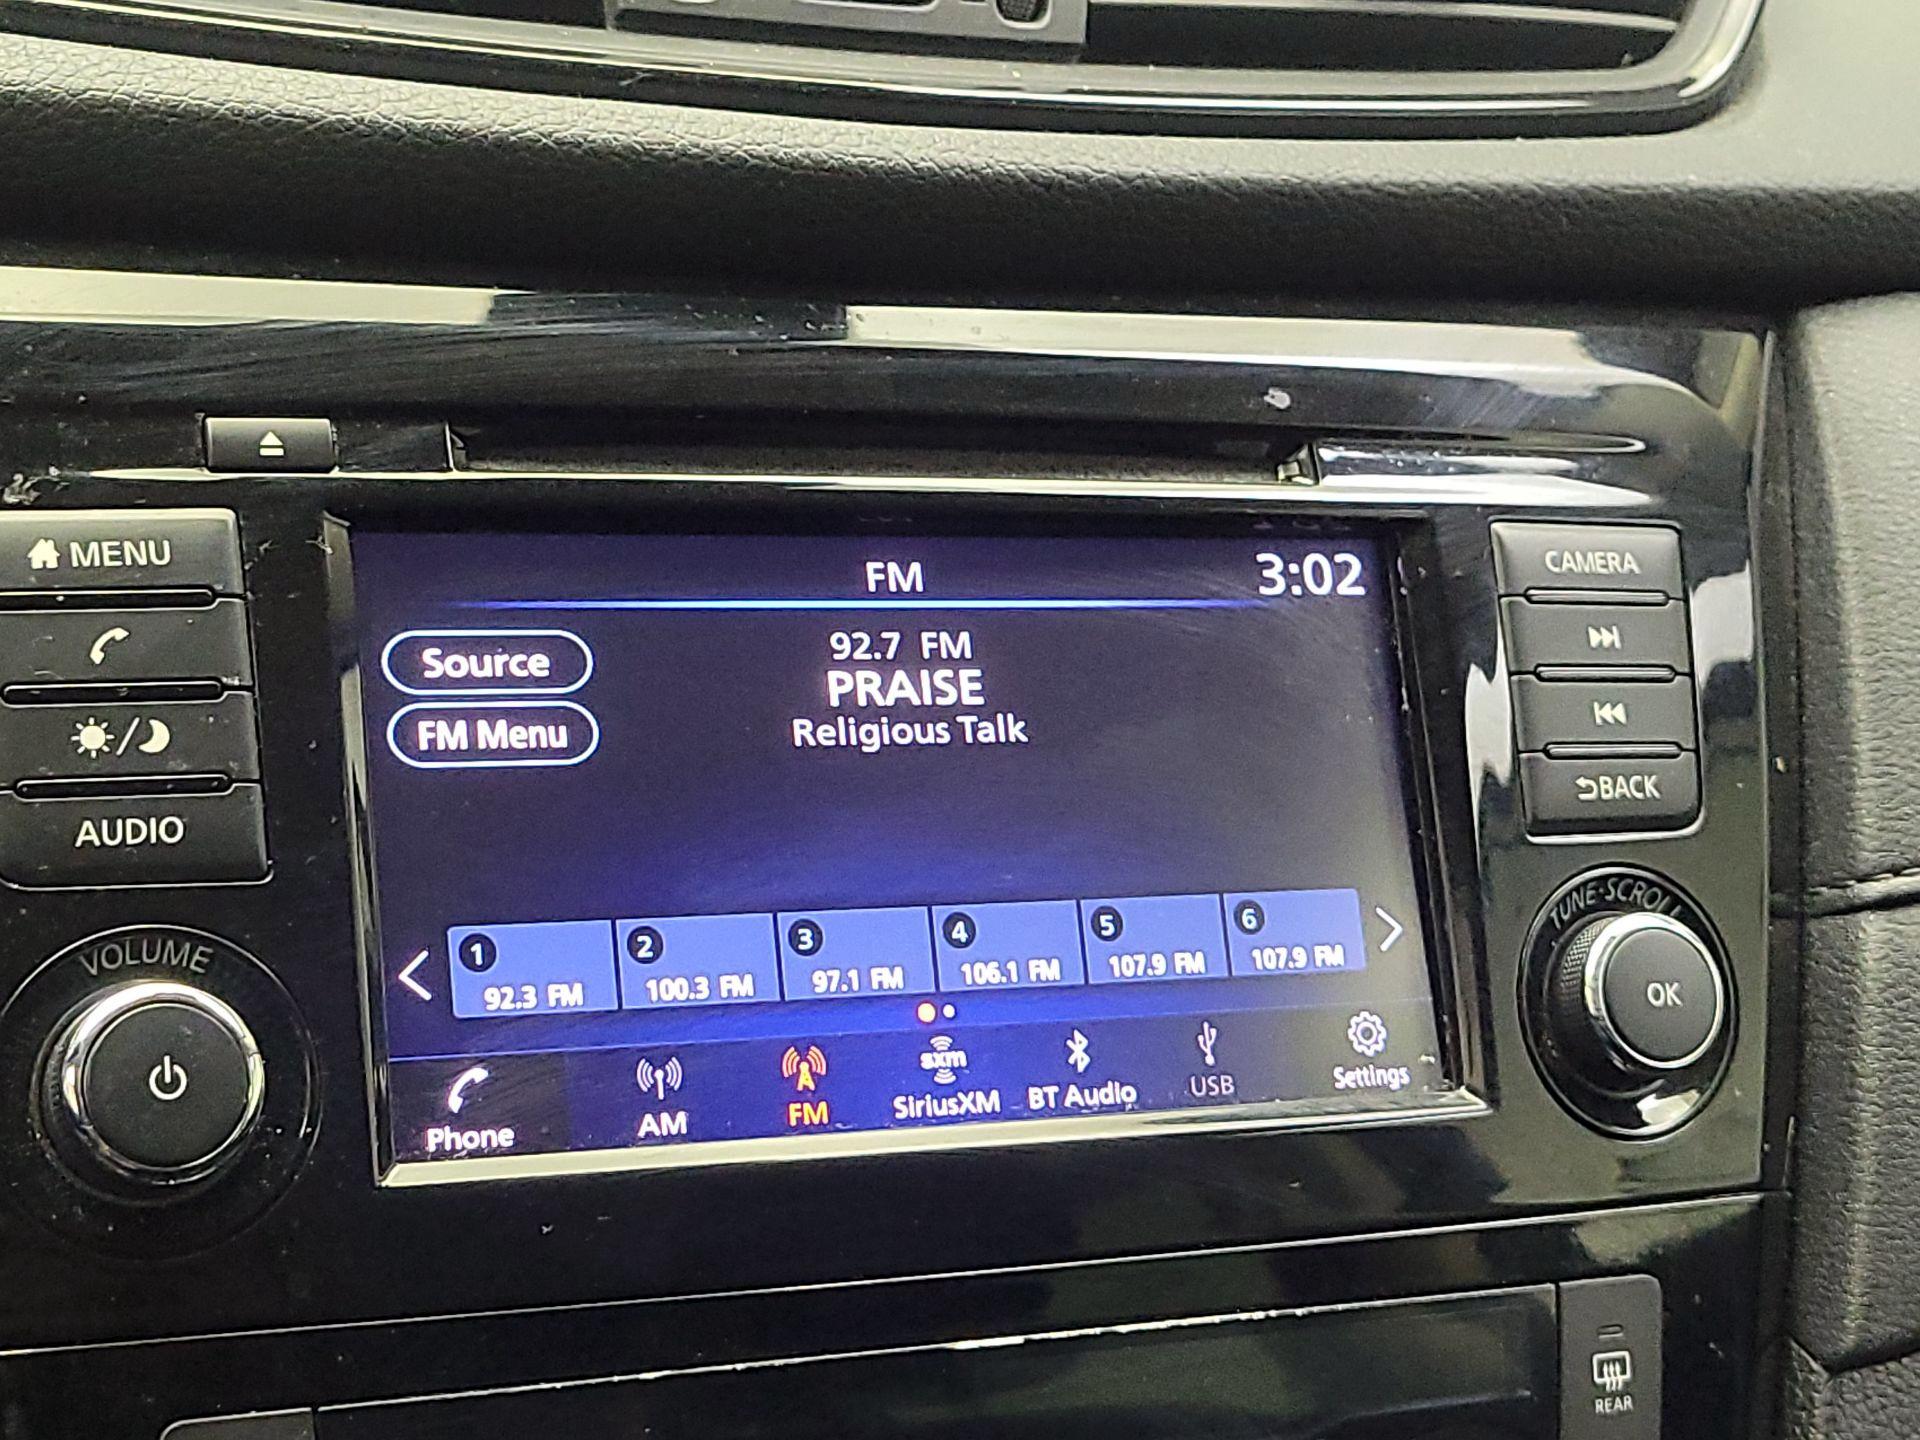 MENU
AUDIO
VOLUME
FM
3:02
Source
FM Menu
92.7 FM
PRAISE
Religious Talk
1
92.3 FM
2
100.3 FM
3
97.1 FM
4
106.1 FM
5
107.9 FM
6
107.9 FM
Phone
AM
FM
sxm
SiriusXM
BT Audio
USB
Settings
CAMERA
BACK
TUNE·SCROLL
OK
REAR